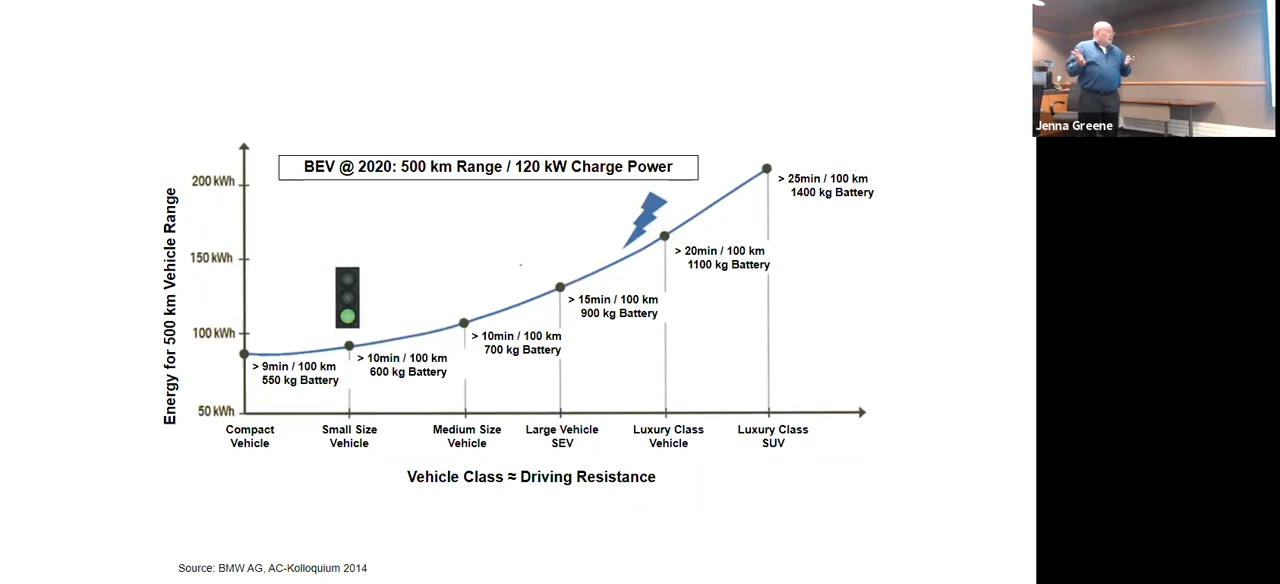 Jenna Greene
BEV @ 2020: 500 km Range / 120 kW Charge Power
Energy for 500 km Vehicle Range
200 kWh
150 kWh
100 kWh
50 kWh
> 9min / 100 km
550 kg Battery
> 10min / 100 km
600 kg Battery
> 10min / 100 km
700 kg Battery
> 15min / 100 km
900 kg Battery
> 20min / 100 km
1100 kg Battery
> 25min / 100 km
1400 kg Battery
Compact
Vehicle
Small Size
Vehicle
Medium Size
Vehicle
Large Vehicle
SEV
Luxury Class
Vehicle
Luxury Class
SUV
Vehicle Class ≈ Driving Resistance
Source: BMW AG, AC-Kolloquium 2014